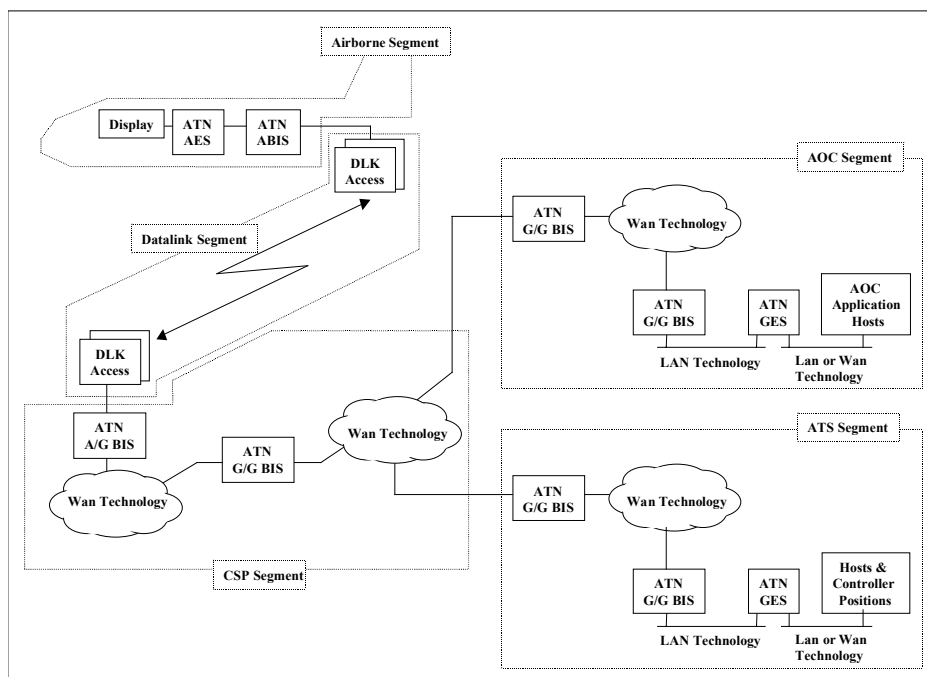 Airborne Segment
Display
ATN
AES
ATN
ABIS
DLK
Access
Datalink Segment
DLK
Access
ATN
A/G BIS
Wan Technology
ATN
G/G BIS
Wan Technology
CSP Segment
AOC Segment
ATN
G/G BIS
Wan Technology
ATN
G/G BIS
ATN
GES
AOC
Application
Hosts
LAN Technology
Lan or Wan
Technology
ATS Segment
ATN
G/G BIS
Wan Technology
ATN
G/G BIS
ATN
GES
Hosts &
Controller
Positions
LAN Technology
Lan or Wan
Technology